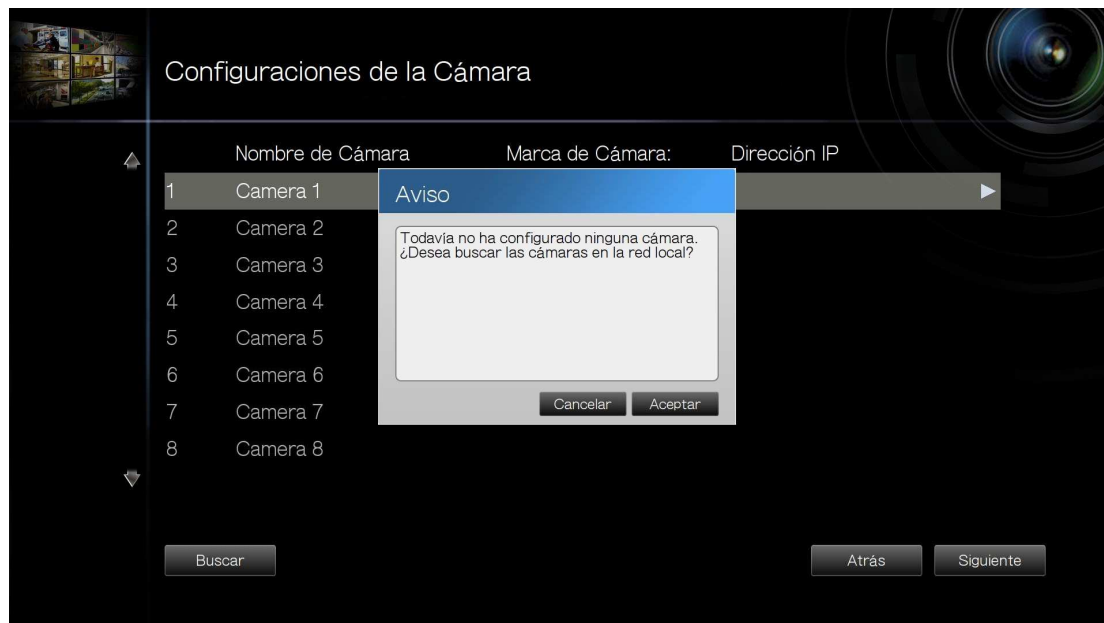 Configuraciones de la Cámara
Nombre de Cámara Marca de Cámara: Dirección IP
1 Camera 1
Aviso
2 Camera 2
Todavía no ha configurado ninguna cámara.
¿Desea buscar las cámaras en la red local?
3 Camera 3
4 Camera 4
5 Camera 5
6 Camera 6
7 Camera 7
Cancelar Aceptar
8 Camera 8
Buscar Atrás Siguiente